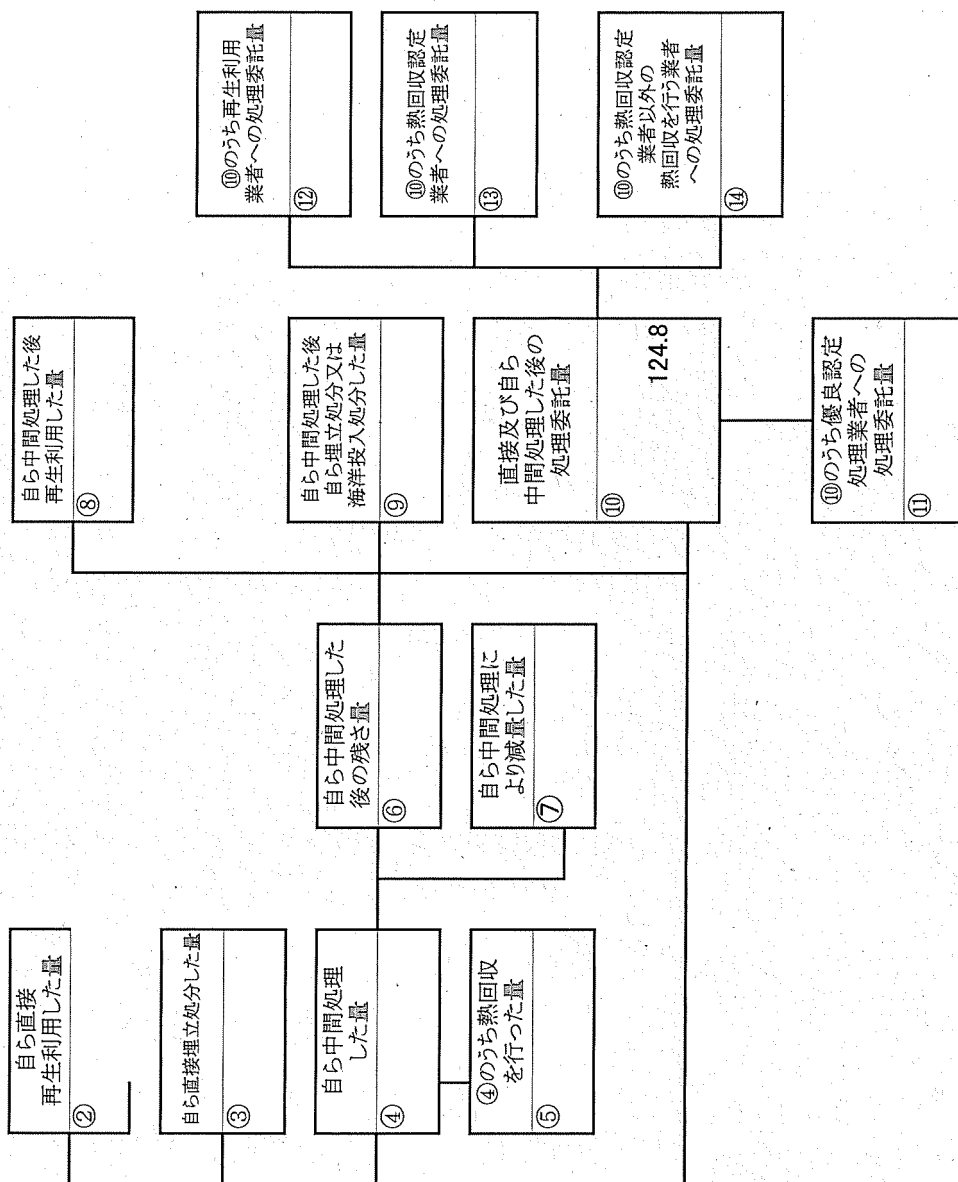 自ら直接
再生利用した量
②
自ら直接埋立処分した量
③
自ら中間処理
した量
④
④のうち熱回収
を行った量
⑤
自ら中間処理した
後の残さ量
⑥
自ら中間処理に
より減量した量
⑦
自ら中間処理した後
再生利用した量
⑧
自ら中間処理した後
自ら埋立処分又は
海洋投入処分した量
⑨
直接及び自ら
中間処理した後の
処理委託量
⑩
124.8
⑩のうち優良認定
処理業者への
処理委託量
⑪
⑩のうち再生利用
業者への処理委託量
⑫
⑩のうち熱回収認定
業者への処理委託量
⑬
⑩のうち熱回収認定
業者以外の
熱回収を行う業者
への処理委託量
⑭